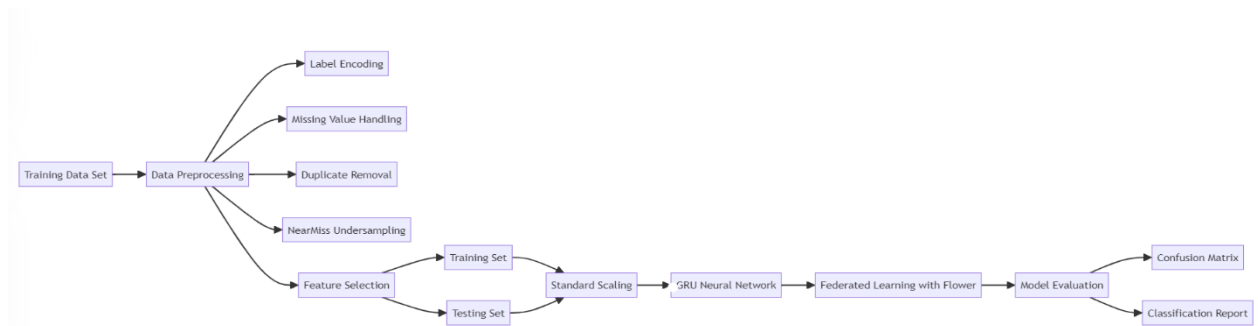 Label Encoding
Missing Value Handling
Training Data Set
Data Preprocessing
Duplicate Removal
NearMiss Undersampling
Feature Selection
Training Set
Testing Set
Standard Scaling
GRU Neural Network
Federated Learning with Flower
Model Evaluation
Confusion Matrix
Classification Report